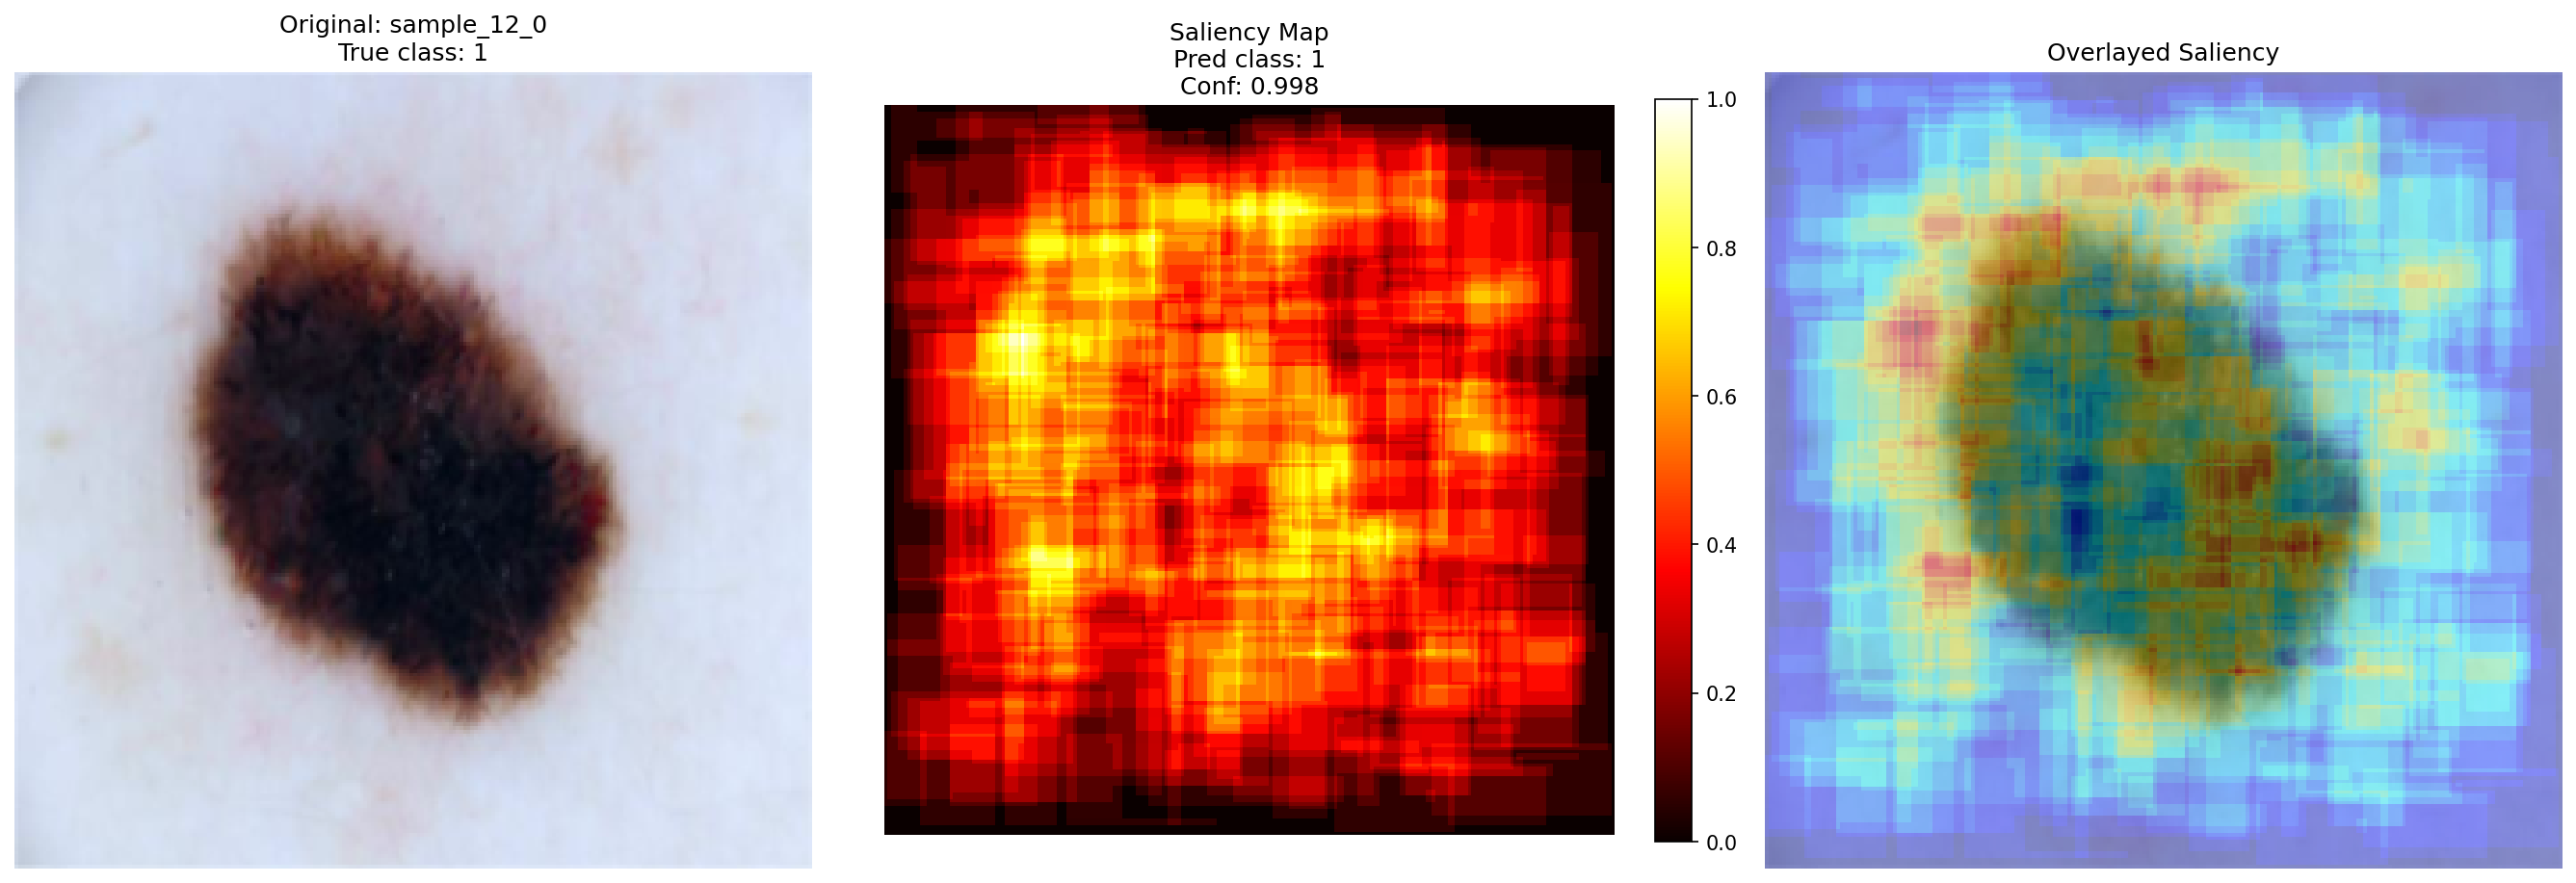 Original: sample_12_0
True class: 1
Saliency Map
Pred class: 1
Conf: 0.998
1.0
0.8
0.6
0.4
0.2
0.0
Overlayed Saliency